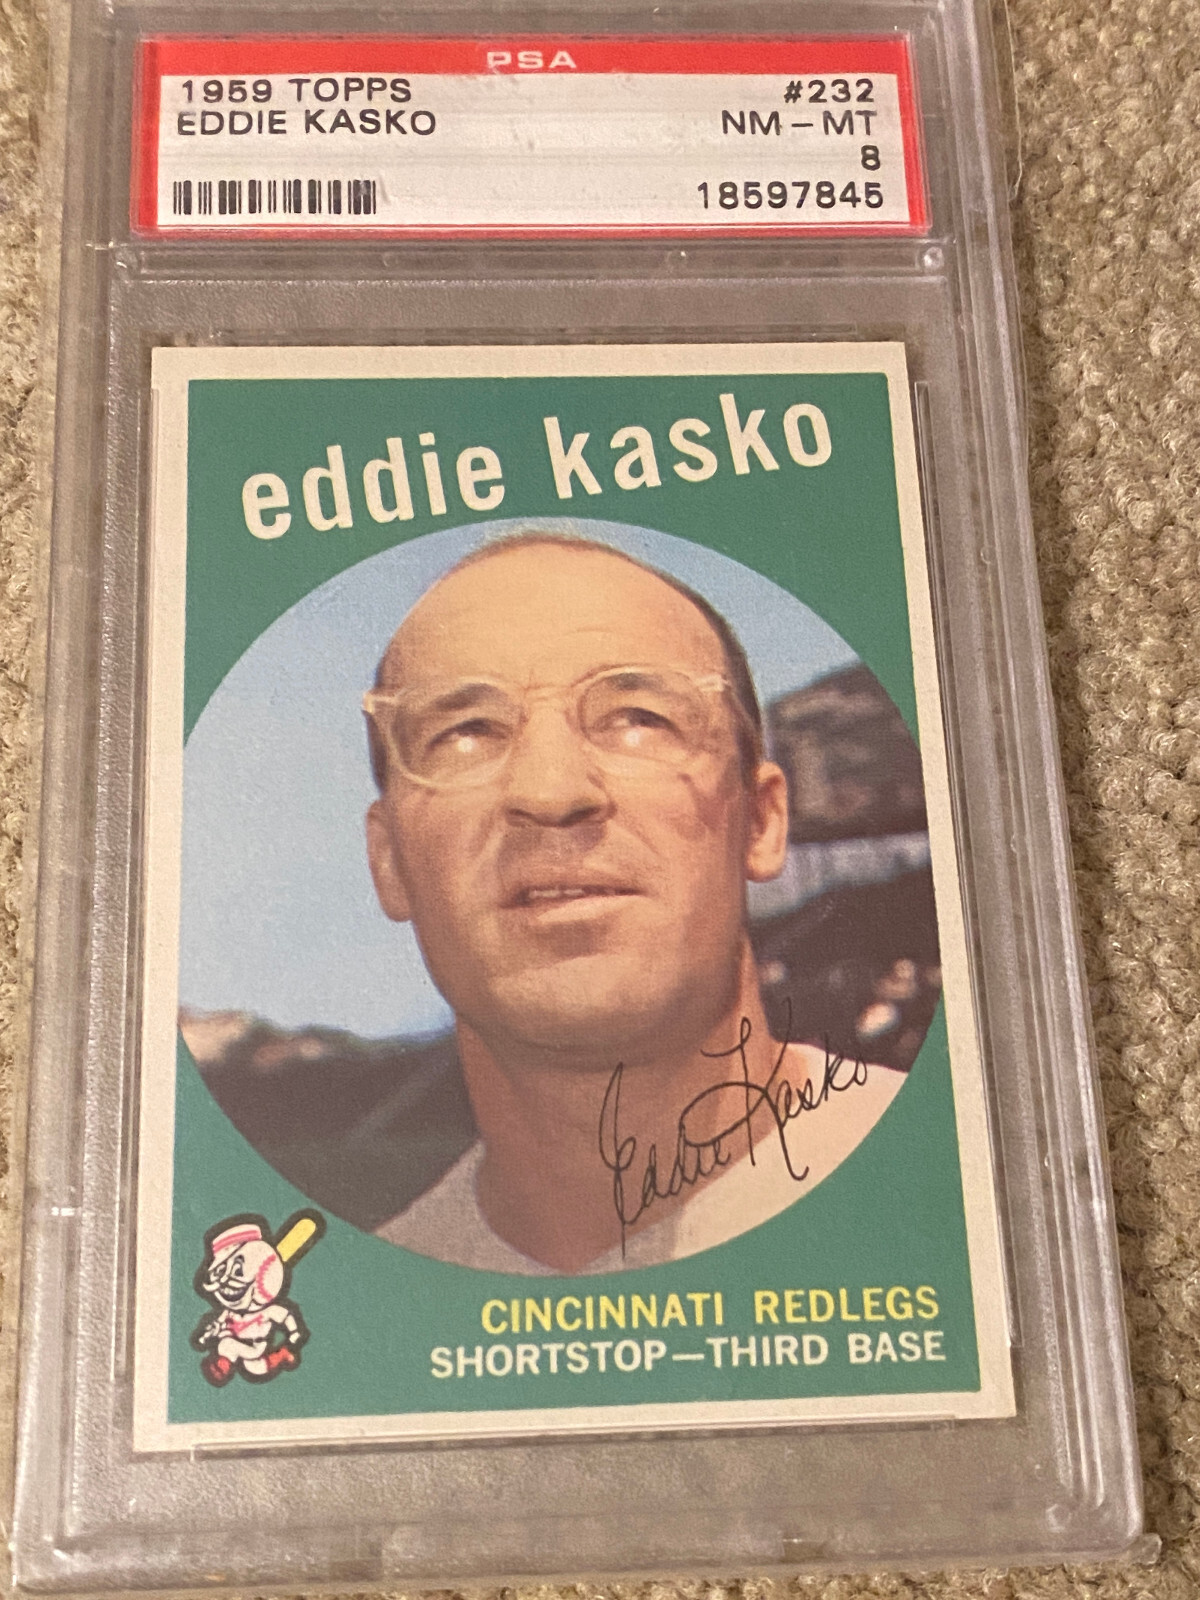 PSA
1959 TOPPS #232
EDDIE KASKO NM - MT
8
18597845
eddie kasko
Eddie Kasko
CINCINNATI REDLEGS
SHORTSTOP—THIRD BASE